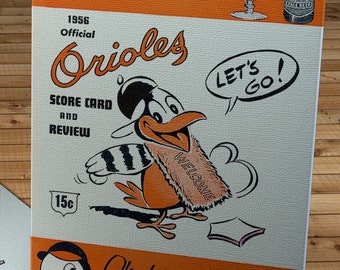 1956
Official
Orioles
SCORE CARD
AND
REVIEW
LET'S
GO!
WELCOME
15¢